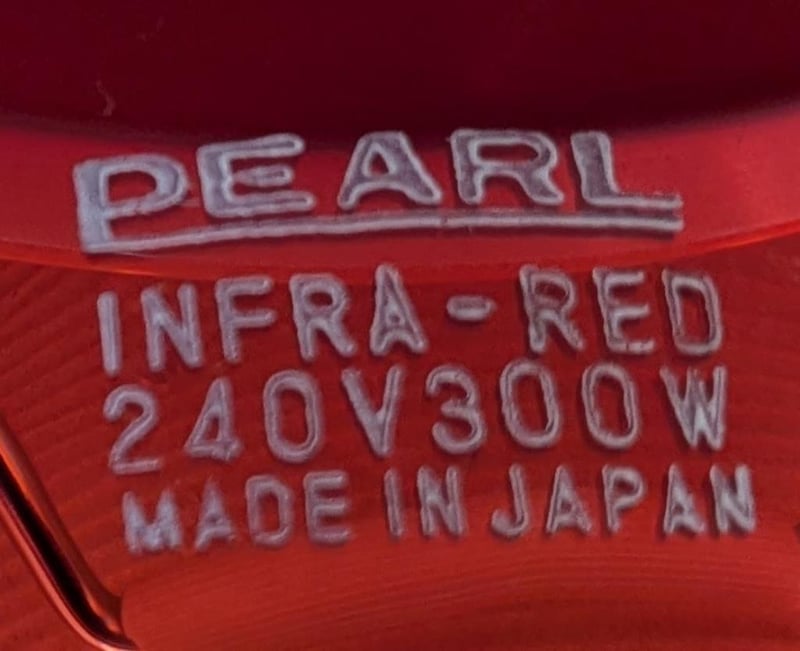 PEARL
INFRA-RED
240V300W
MADE IN JAPAN